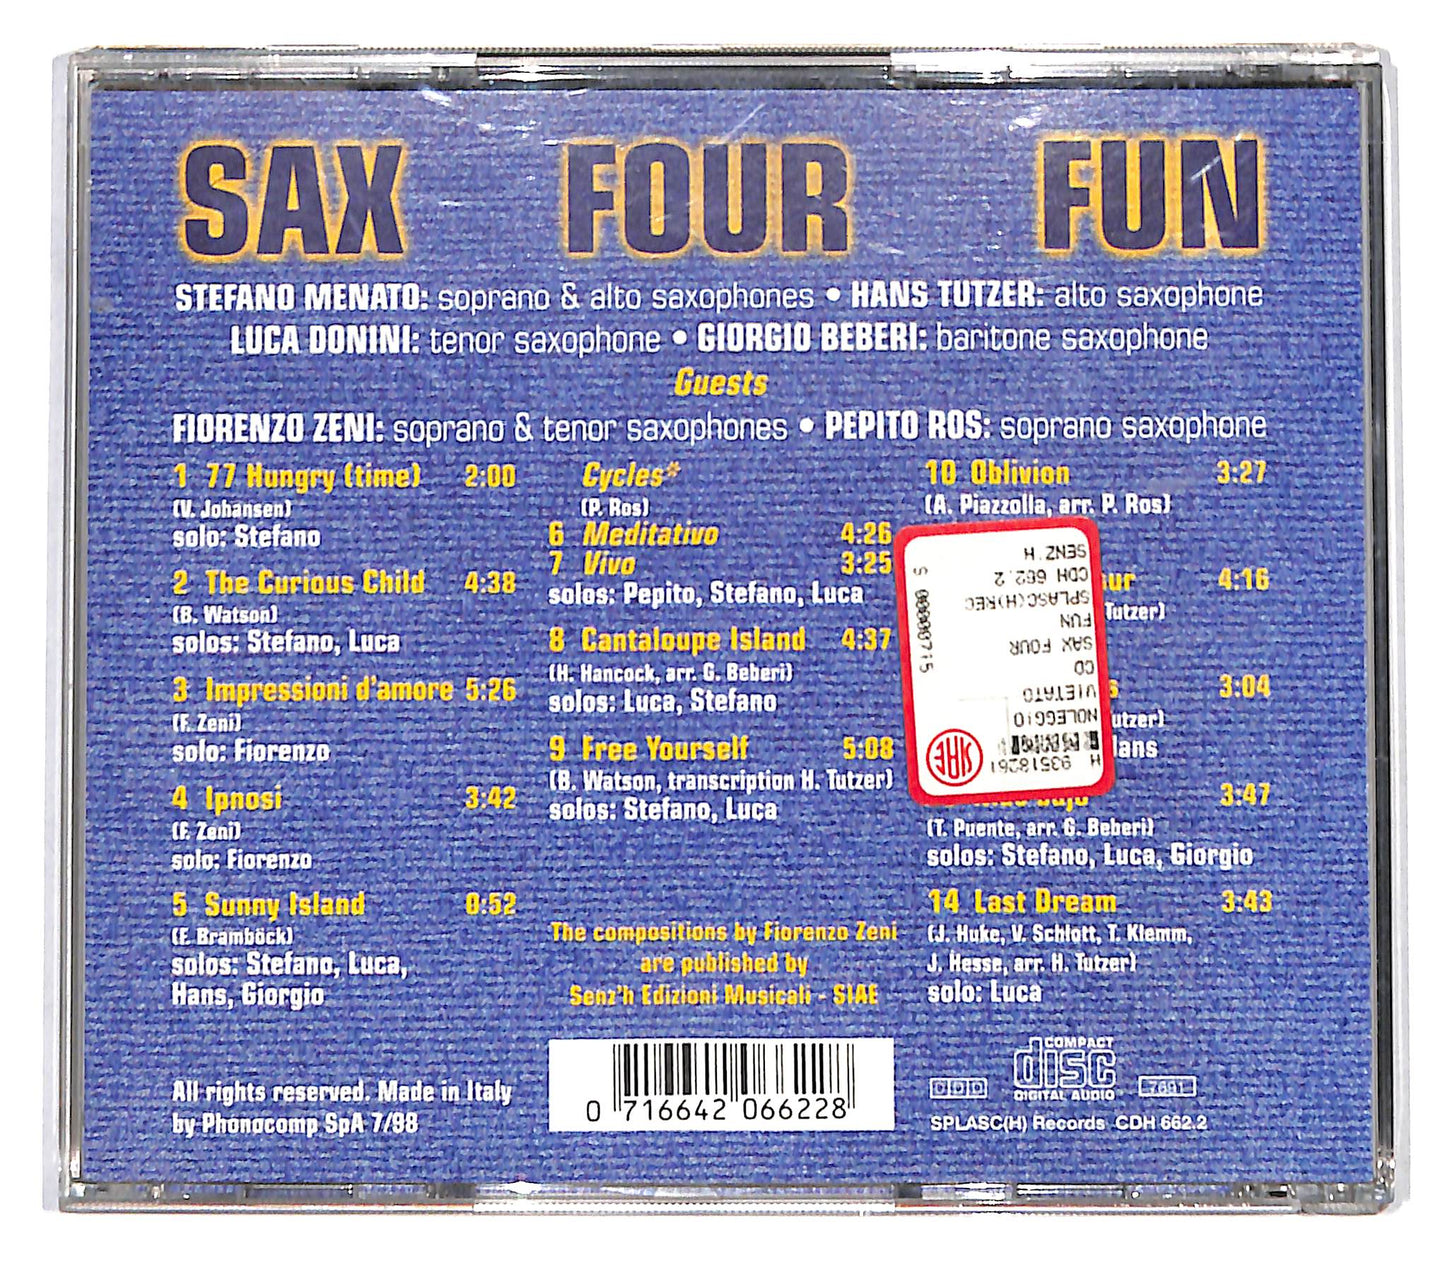 SAX FOUR FUN
STEFANO MENATO: soprano & alto saxophones • HANS TUTZER: alto saxophone
LUCA DONINI: tenor saxophone • GIORGIO BEBERI: baritone saxophone
Guests
FIORENZO ZENI: soprano & tenor saxophones • PEPITO ROS: soprano saxophone
1 77 Hungry (time) 2:00
(V. Johansen)
solo: Stefano
2 The Curious Child 4:38
(B. Watson)
solos: Stefano, Luca
3 Impressioni d'amore 5:26
(F. Zeni)
solo: Fiorenzo
4 Ipnosi 3:42
(F. Zeni)
solo: Fiorenzo
5 Sunny Island 0:52
(E. Bramböck)
solos: Stefano, Luca,
Hans, Giorgio
All rights reserved. Made in Italy
by Phonocomp SpA 7/98
Cycles*
(P. Ros)
6 Meditativo 4:26
7 Vivo 3:25
solos: Pepito, Stefano, Luca
8 Cantaloupe Island 4:37
(H. Hancock, arr. G. Beberi)
solos: Luca, Stefano
9 Free Yourself 5:08
(B. Watson, transcription H. Tutzer)
solos: Stefano, Luca
The compositions by Fiorenzo Zeni
are published by
Senz'h Edizioni Musicali - SIAE
0 716642 066228
10 Oblivion 3:27
(A. Piazzolla, arr. P. Ros)
4:16
Tutzer)
3:04
utzer)
3:47
(T. Puente, arr. G. Beberi)
solos: Stefano, Luca, Giorgio
14 Last Dream 3:43
(J. Huke, V. Schlott, T. Klemm,
J. Hesse, arr. H. Tutzer)
solo: Luca
COMPACT
disc
DIGITAL AUDIO
DDD
7691
SPLASC(H) Records CDH 662.2
H 93518261
NOLEGGIO
VIETATO
CD
SAX FOUR
FUN
SPLASC(H)REC
CDH 662.2
SENZ.H
S 000000715